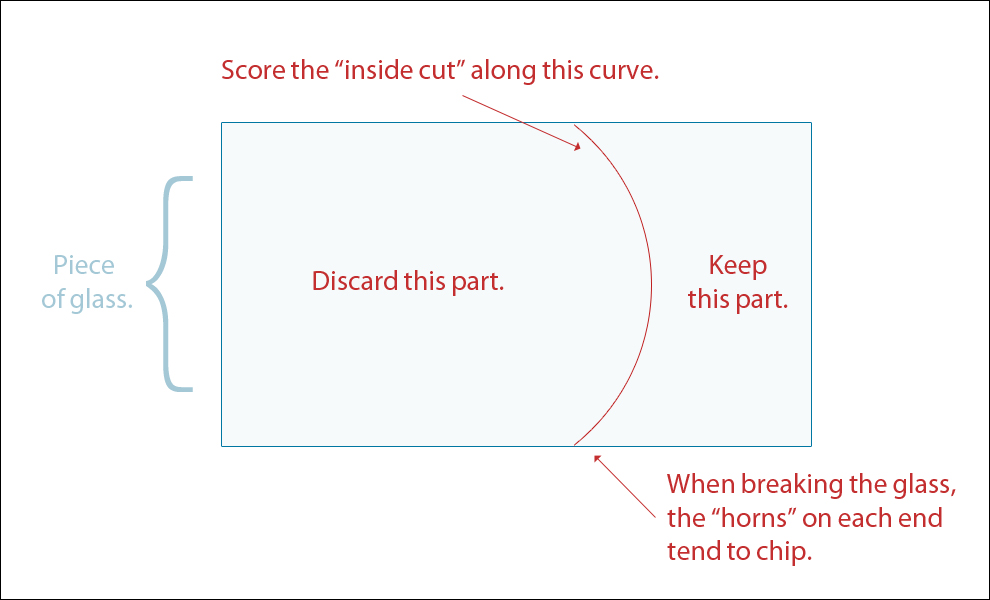 Score the “inside cut” along this curve.
Piece
of glass.
Discard this part.
Keep
this part.
When breaking the glass,
the “horns” on each end
tend to chip.